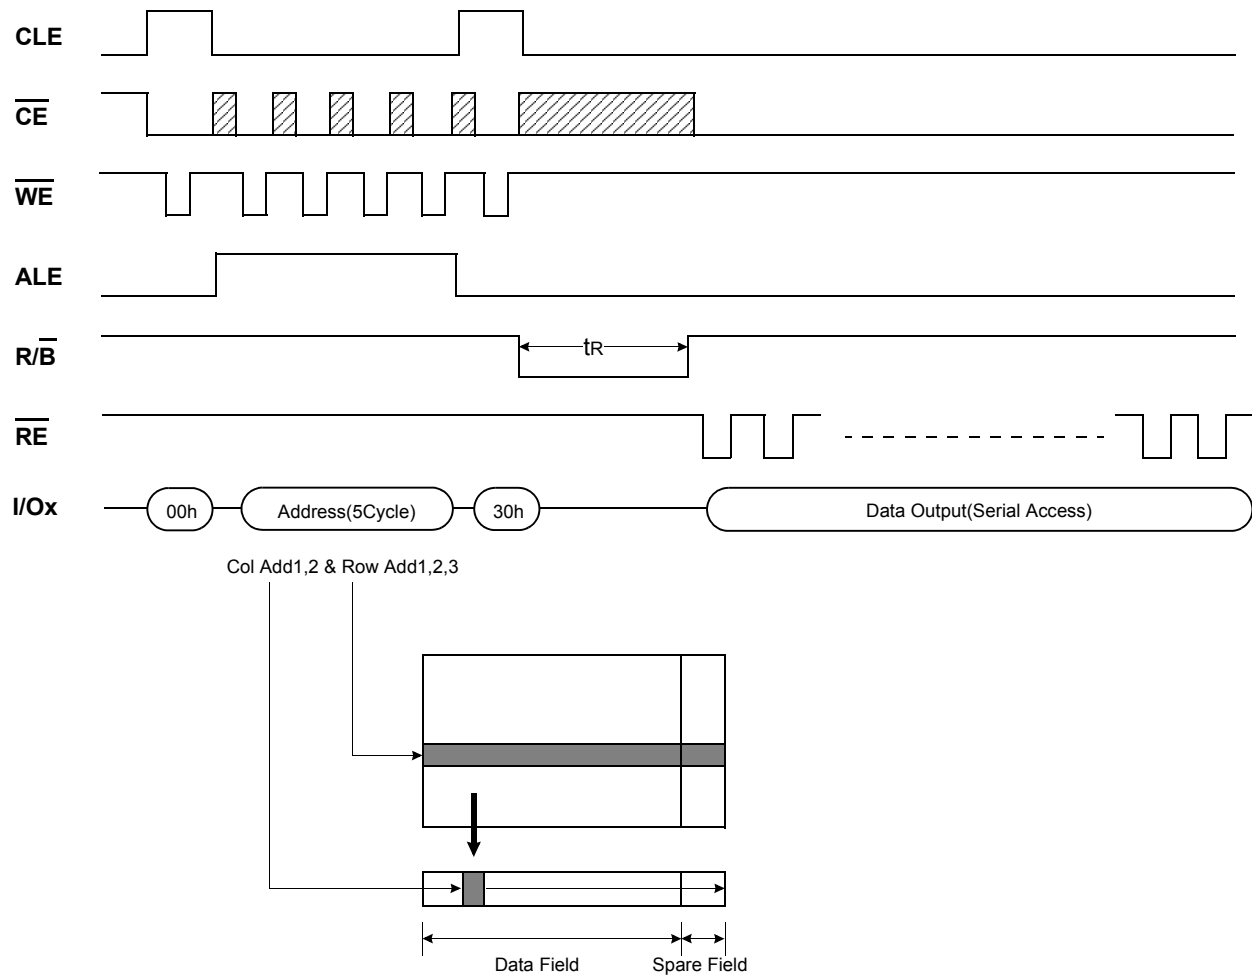 CLE
CE
WE
ALE
R/B
tR
RE
I/Ox
00h
Address(5Cycle)
30h
Data Output(Serial Access)
Col Add1,2 & Row Add1,2,3
Data Field
Spare Field